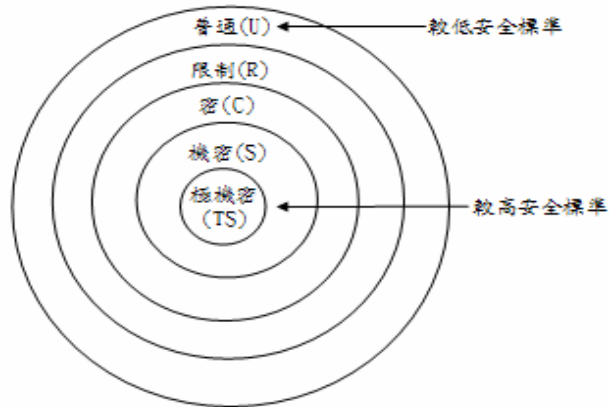 普通(U)
較低安全標準
限制(R)
密(C)
機密(S)
極機密
(TS)
較高安全標準